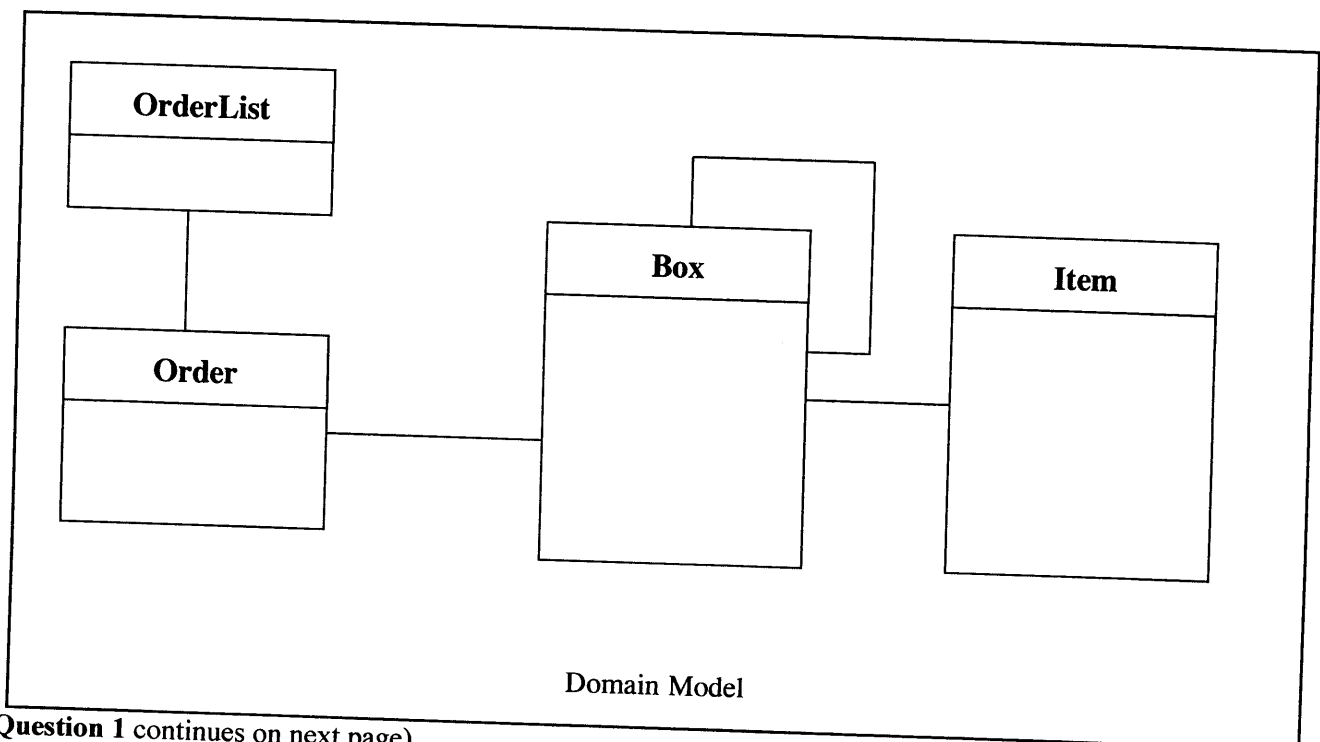 OrderList
Box
Item
Order
Domain Model
Question 1 continues on next page)